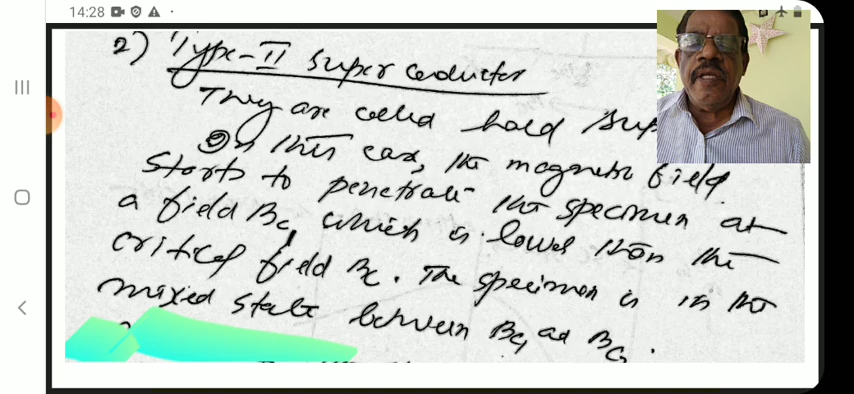 14:28
2) Type-II Superconductor
They are called hard Sup
In this case, the magnetic field
starts to penetrate the specimen at
a field Bc1 which is lower than the
critical field Bc. The specimen is in the
mixed state between Bc1 and Bc2.